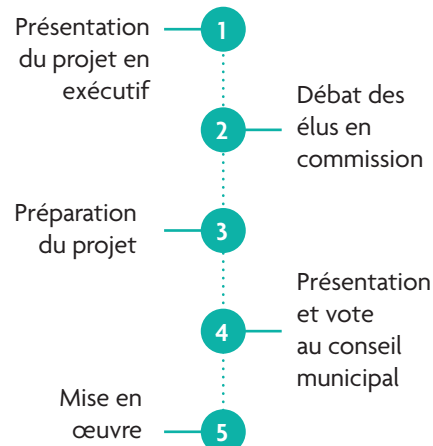 Présentation
du projet en
exécutif
1
2
Débat des
élus en
commission
Préparation
du projet
3
4
Présentation
et vote
au conseil
municipal
Mise en
œuvre
5